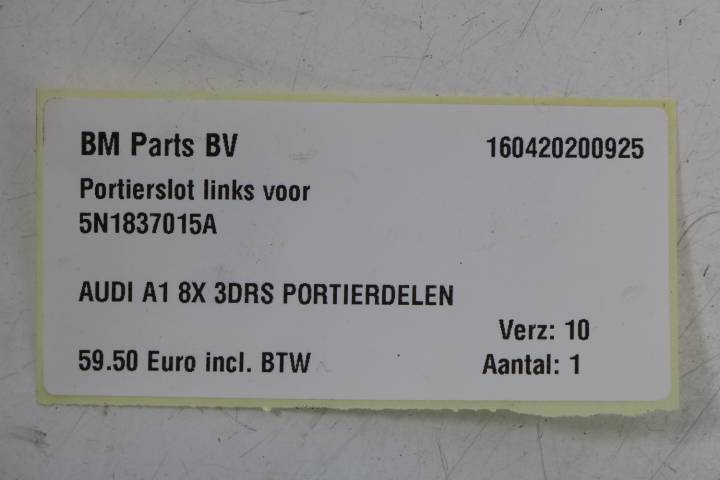 BM Parts BV 160420200925
Portierslot links voor
5N1837015A
AUDI A1 8X 3DRS PORTIERDELEN
Verz: 10
59.50 Euro incl. BTW Aantal: 1